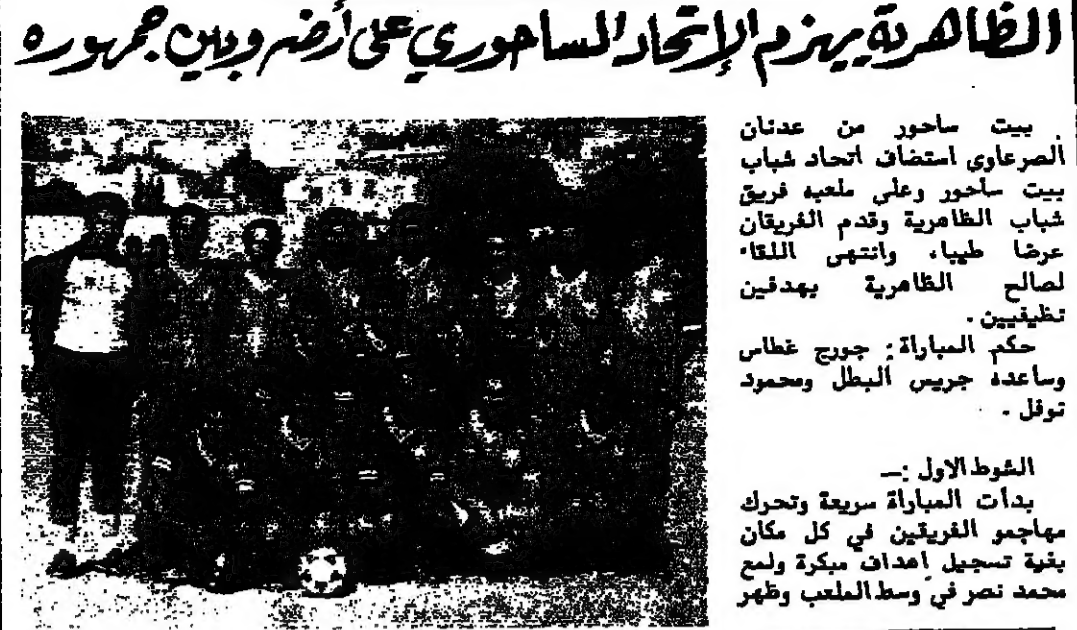 الظاهرية يهزم الإتحاد الساحوري على أرضه وبين جمهوره
بيت ساحور من عدنان
الصرعاوي استضاف اتحاد شباب
بيت ساحور وعلى ملعبه فريق
شباب الظاهرية وقدم الفريقان
عرضا طيبا، وانتهى اللقاء
لصالح الظاهرية بهدفين
نظيفيين.
حكم المباراة: جورج غطاس
وساعده جريس البطل ومحمود
نوفل.
الشوط الاول :—
بدأت المباراة سريعة وتحرك
مهاجمو الفريقين في كل مكان
بغية تسجيل اهداف مبكرة ولمع
محمد نصر في وسط الملعب وظهر